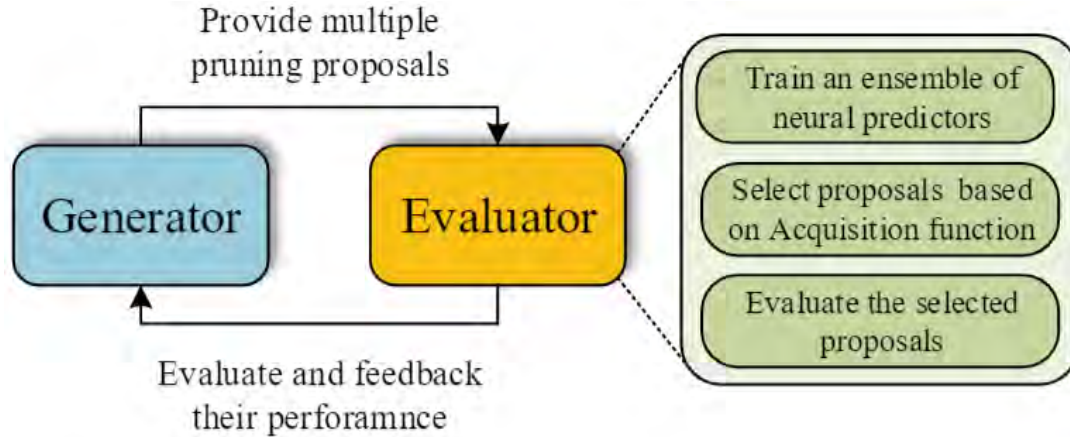 Provide multiple
pruning proposals
Generator
Evaluator
Evaluate and feedback
their perforamnce
Train an ensemble of
neural predictors
Select proposals based
on Acquisition function
Evaluate the selected
proposals